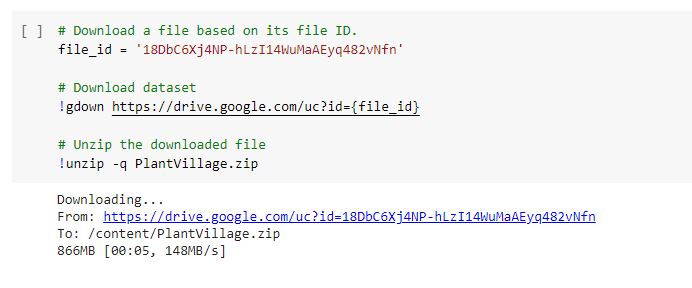 [ ] # Download a file based on its file ID.
file_id = '18DbC6Xj4NP-hLzI14WuMaAEyq482vNfn'
# Download dataset
!gdown https://drive.google.com/uc?id={file_id}
# Unzip the downloaded file
!unzip -q PlantVillage.zip
Downloading...
From: https://drive.google.com/uc?id=18DbC6Xj4NP-hLzI14WuMaAEyq482vNfn
To: /content/PlantVillage.zip
866MB [00:05, 148MB/s]